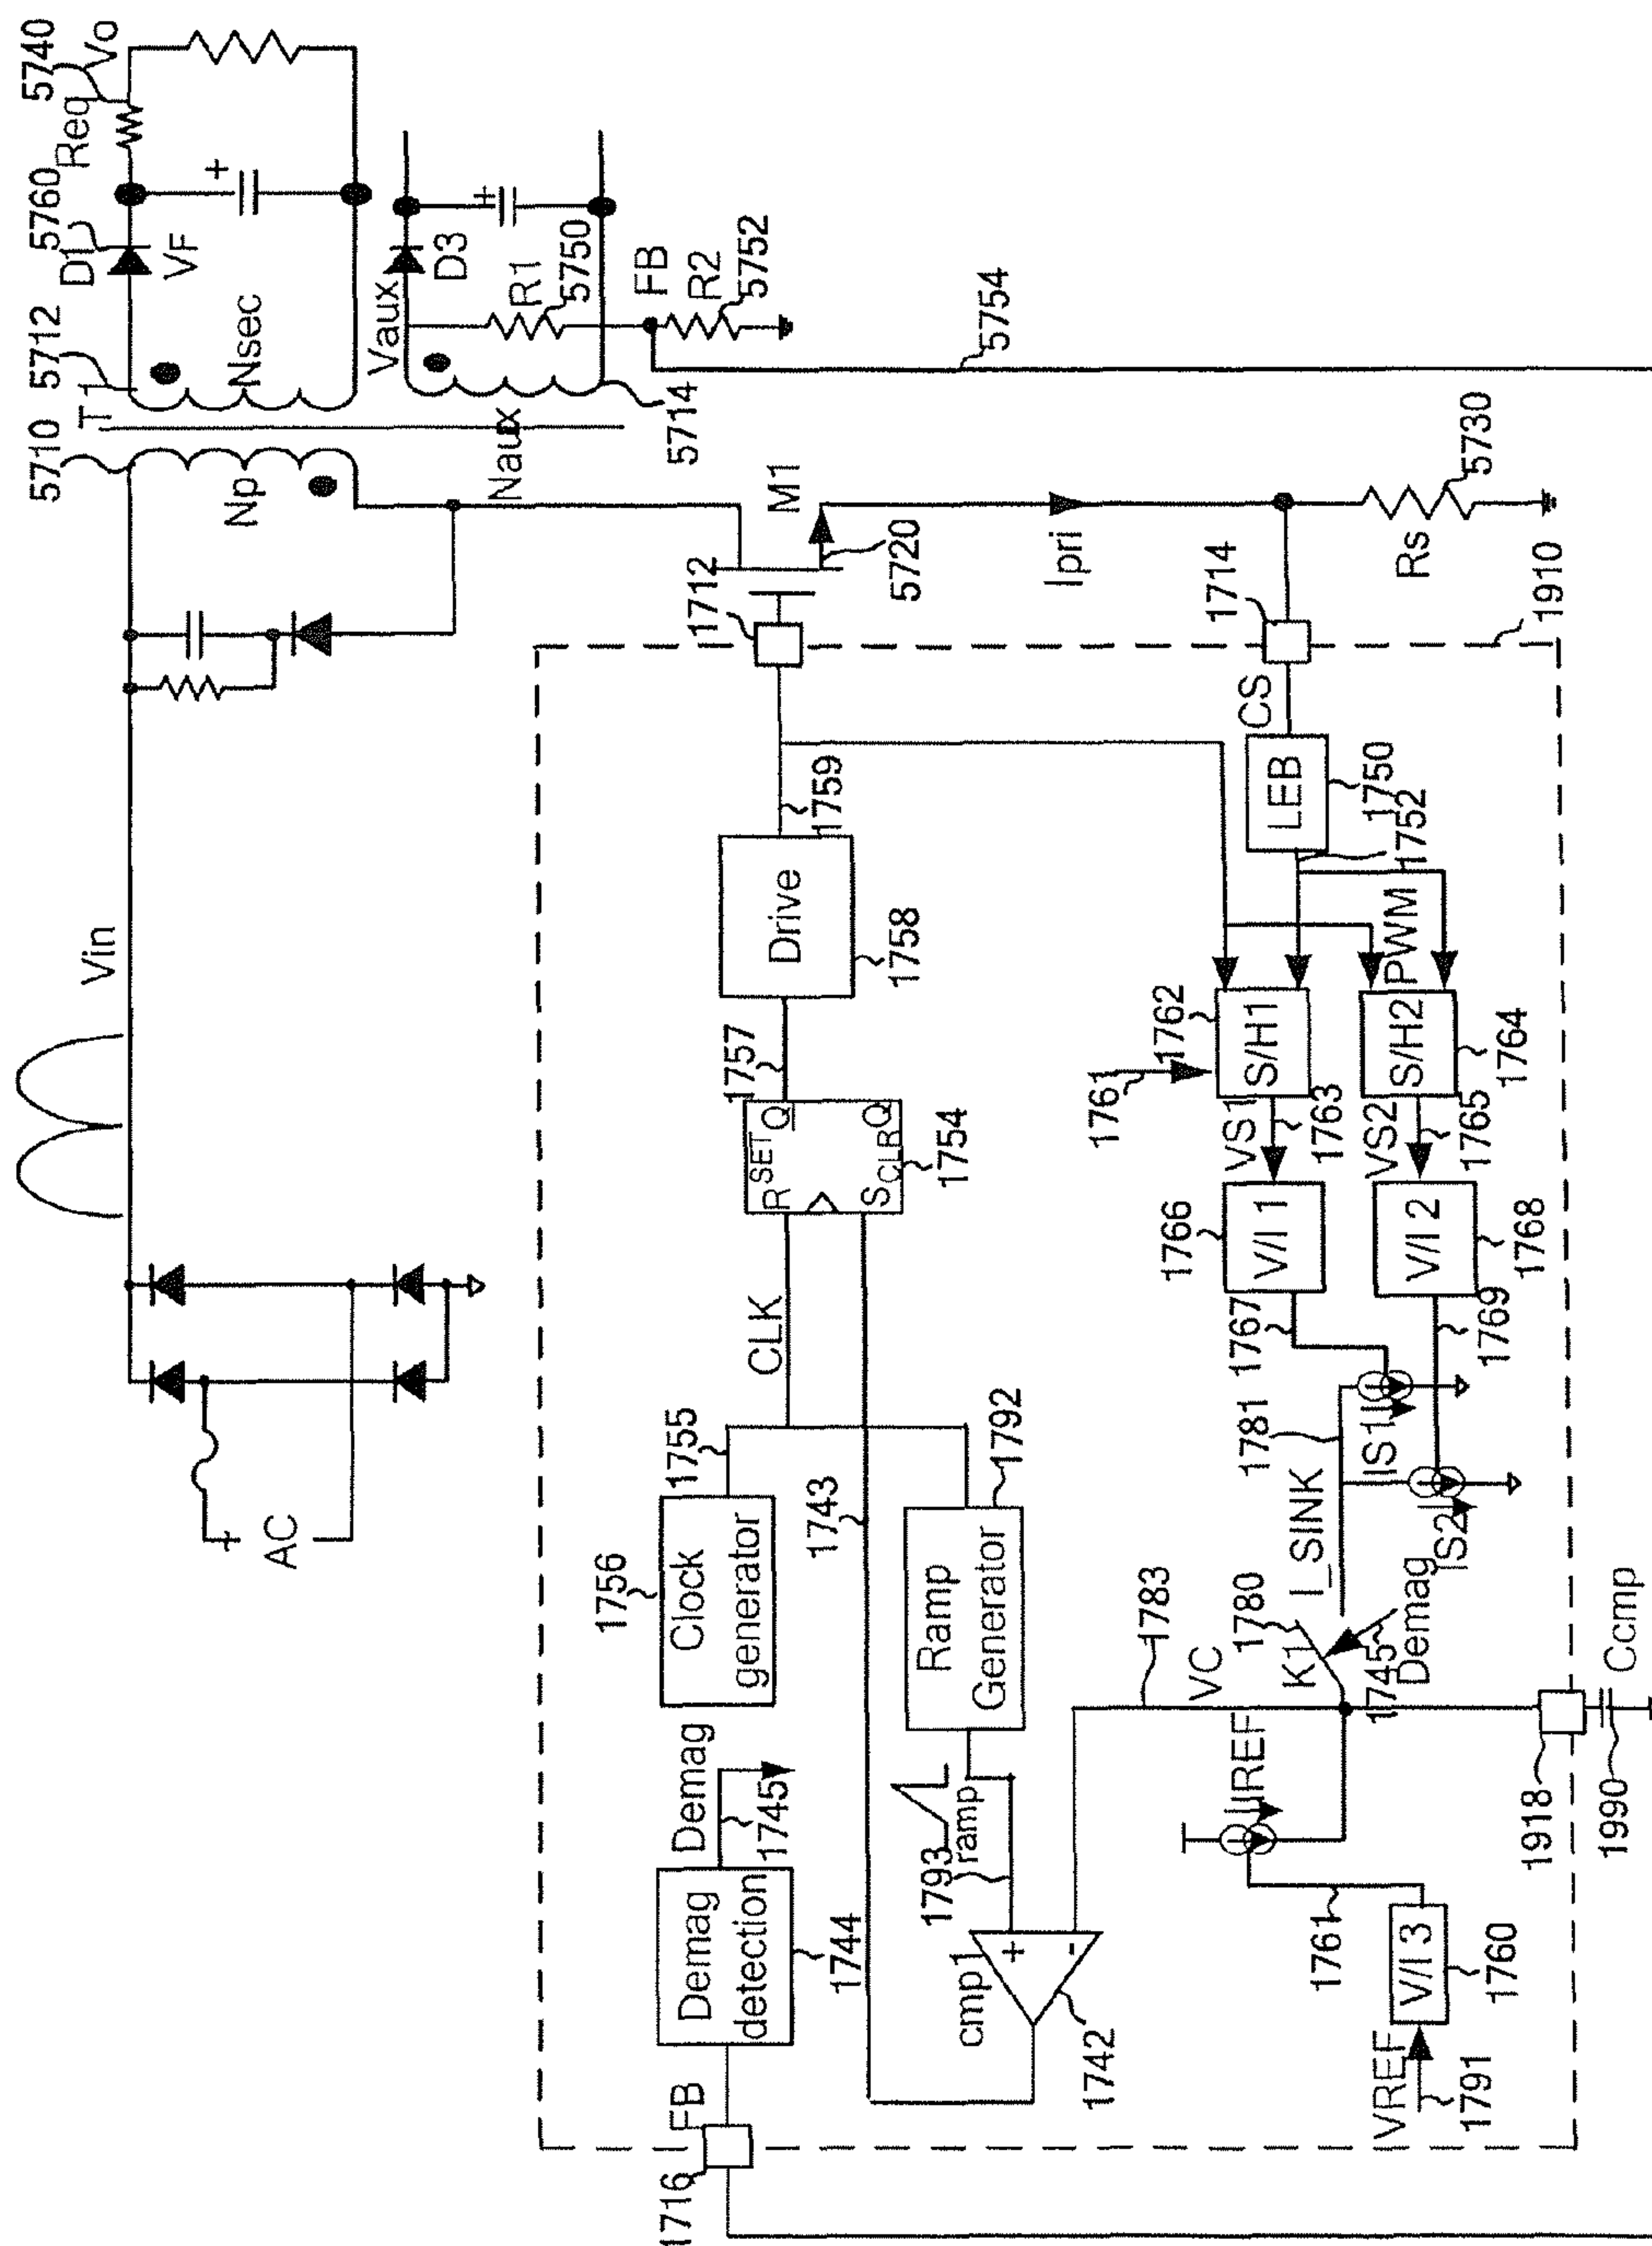 5710
T1
5712
D1
5760
Req
5740
Vo
VF
Np
Nsec
Vaux
D3
R1
5750
FB
R2
5752
Naux
5714
5754
Vin
AC
M1
5720
1712
Ipri
1714
Rs
5730
1910
CS
LEB
1750
1752
PWM
1759
Drive
1758
1757
R
SET
Q
S
CLR
Q
1754
CLK
1755
1756
Clock
generator
1743
Ramp
Generator
1792
Demag
1745
Demag
detection
1744
ramp
1793
cmp1
+
-
1742
FB
1716
1761
1762
S/H1
S/H2
1764
VS1
1763
VS2
1765
1766
V/I 1
V/I 2
1768
1767
1769
1781
I_SINK
IS1
IS2
1780
K1
1745
Demag
1783
VC
IREF
1761
V/I 3
1760
VREF
1791
1918
1990
Ccmp